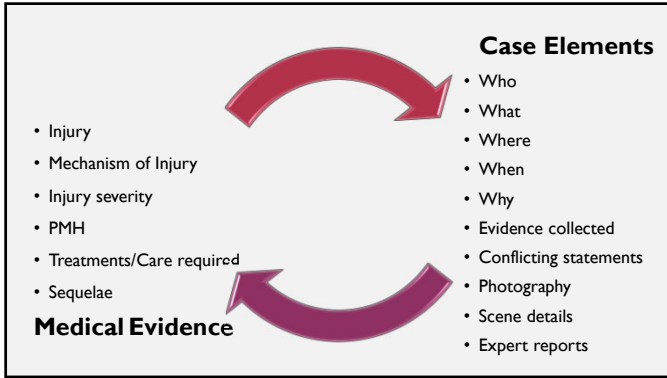 • Injury
• Mechanism of Injury
• Injury severity
• PMH
• Treatments/Care required
• Sequelae
Medical Evidence
Case Elements
• Who
• What
• Where
• When
• Why
• Evidence collected
• Conflicting statements
• Photography
• Scene details
• Expert reports